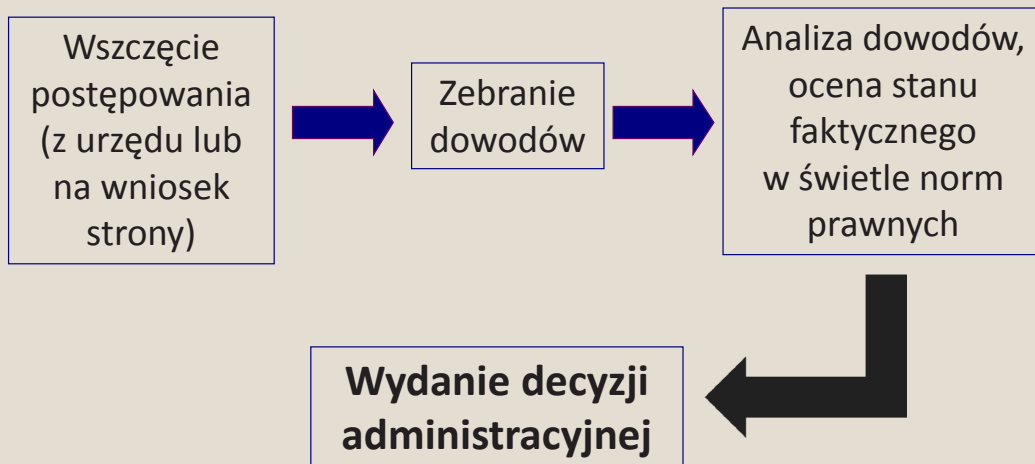 Wszczęcie
postępowania
(z urzędu lub
na wniosek
strony)
Zebranie
dowodów
Analiza dowodów,
ocena stanu
faktycznego
w świetle norm
prawnych
Wydanie decyzji
administracyjnej